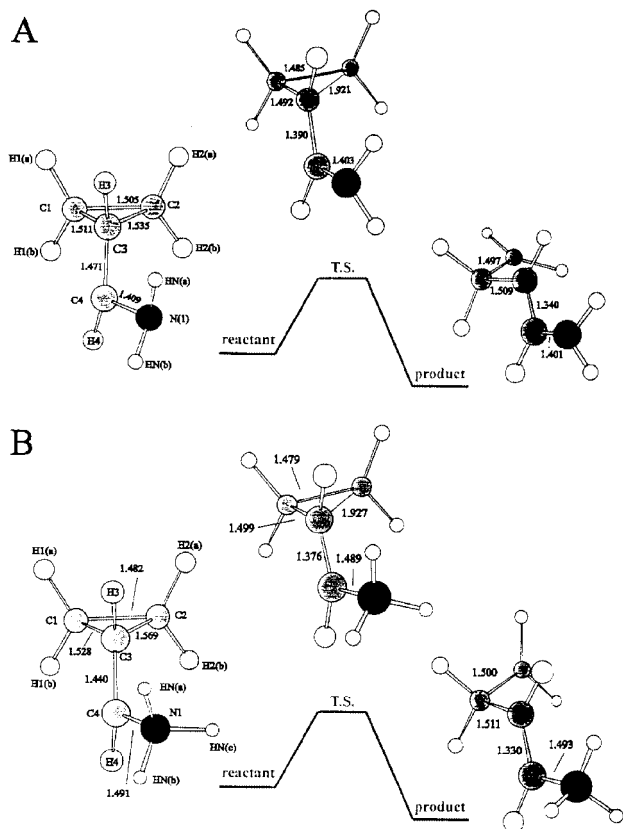 A
1.485
1.921
1.492
1.390
1.403
H1(a)
H2(a)
H3
1.505
C1
C2
1.511
1.535
H1(b)
C3
H2(b)
1.471
HN(a)
C4
1.409
N(1)
H4
HN(b)
T.S.
reactant
product
1.497
1.509
1.340
1.401
B
1.479
1.499
1.927
1.376
1.489
1.482
H2(a)
H1(a)
H3
C1
C2
1.569
1.528
C3
H1(b)
H2(b)
1.440
HN(a)
C4
N1
HN(c)
H4
HN(b)
1.491
T.S.
reactant
product
1.500
1.511
1.330
1.493